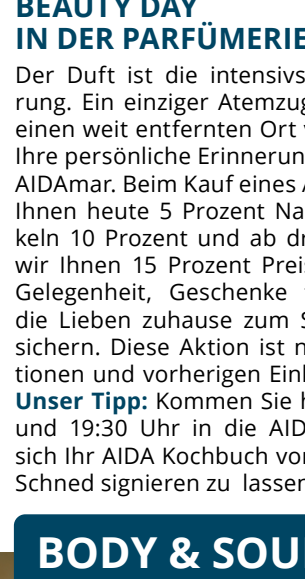 BEAUTY DAY
IN DER PARFÜMERIE
Der Duft ist die intensivs
rung. Ein einziger Atemzug
einen weit entfernten Ort v
Ihre persönliche Erinnerun
AIDAmar. Beim Kauf eines A
Ihnen heute 5 Prozent Na
keln 10 Prozent und ab dr
wir Ihnen 15 Prozent Preis
Gelegenheit, Geschenke
die Lieben zuhause zum S
sichern. Diese Aktion ist n
tionen und vorherigen Einl
Unser Tipp: Kommen Sie h
und 19:30 Uhr in die AID
sich Ihr AIDA Kochbuch vo
Schned signieren zu lassen
BODY & SOU